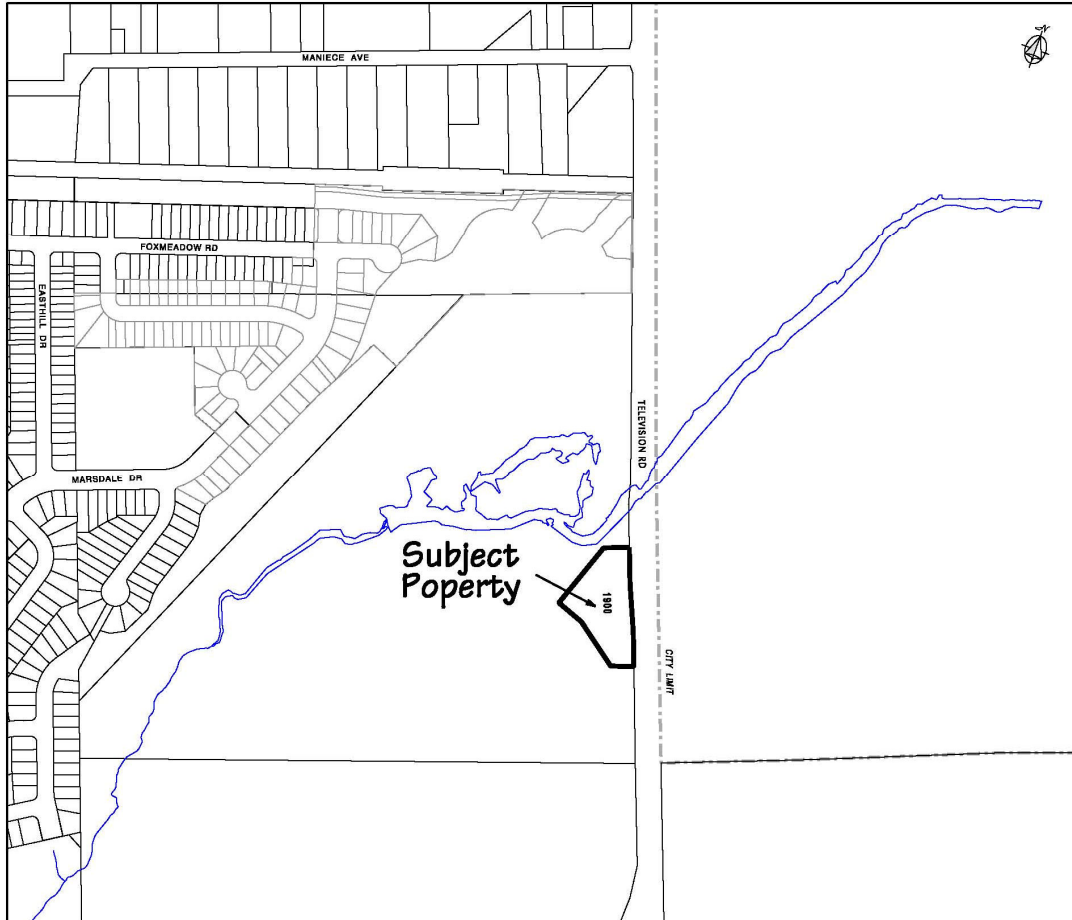 MANIECE AVE
N
FOXMEADOW RD
EASTHILL DR
TELEVISION RD
MARSDALE DR
Subject
Poperty
1900
CITY LIMIT